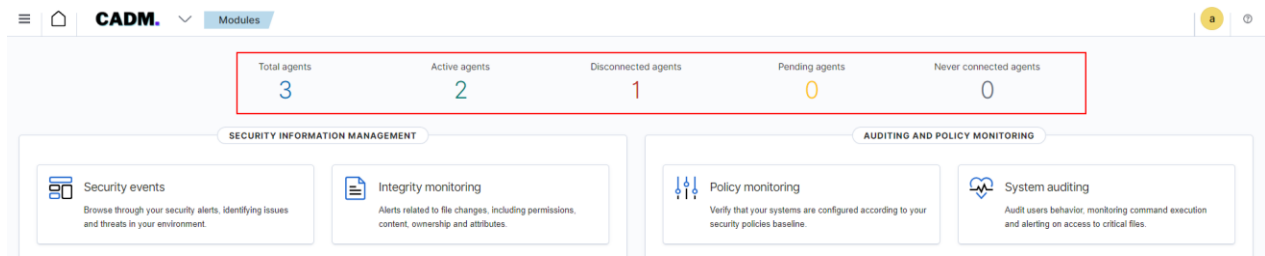 CADM.
Modules
a
Total agents
3
Active agents
2
Disconnected agents
1
Pending agents
0
Never connected agents
0
SECURITY INFORMATION MANAGEMENT
Security events
Browse through your security alerts, identifying issues
and threats in your environment.
Integrity monitoring
Alerts related to file changes, including permissions,
content, ownership and attributes.
AUDITING AND POLICY MONITORING
Policy monitoring
Verify that your systems are configured according to your
security policies baseline.
System auditing
Audit users behavior, monitoring command execution
and alerting on access to critical files.